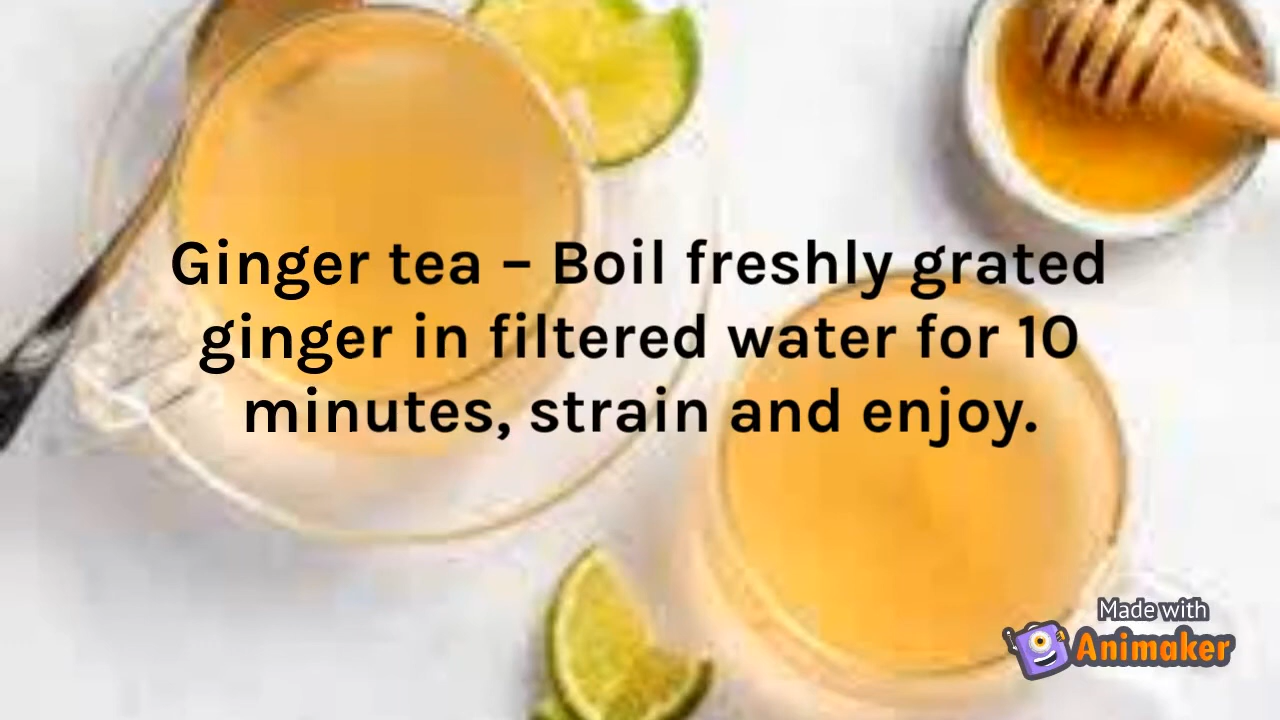 Ginger tea – Boil freshly grated
ginger in filtered water for 10
minutes, strain and enjoy.
Made with
Animaker